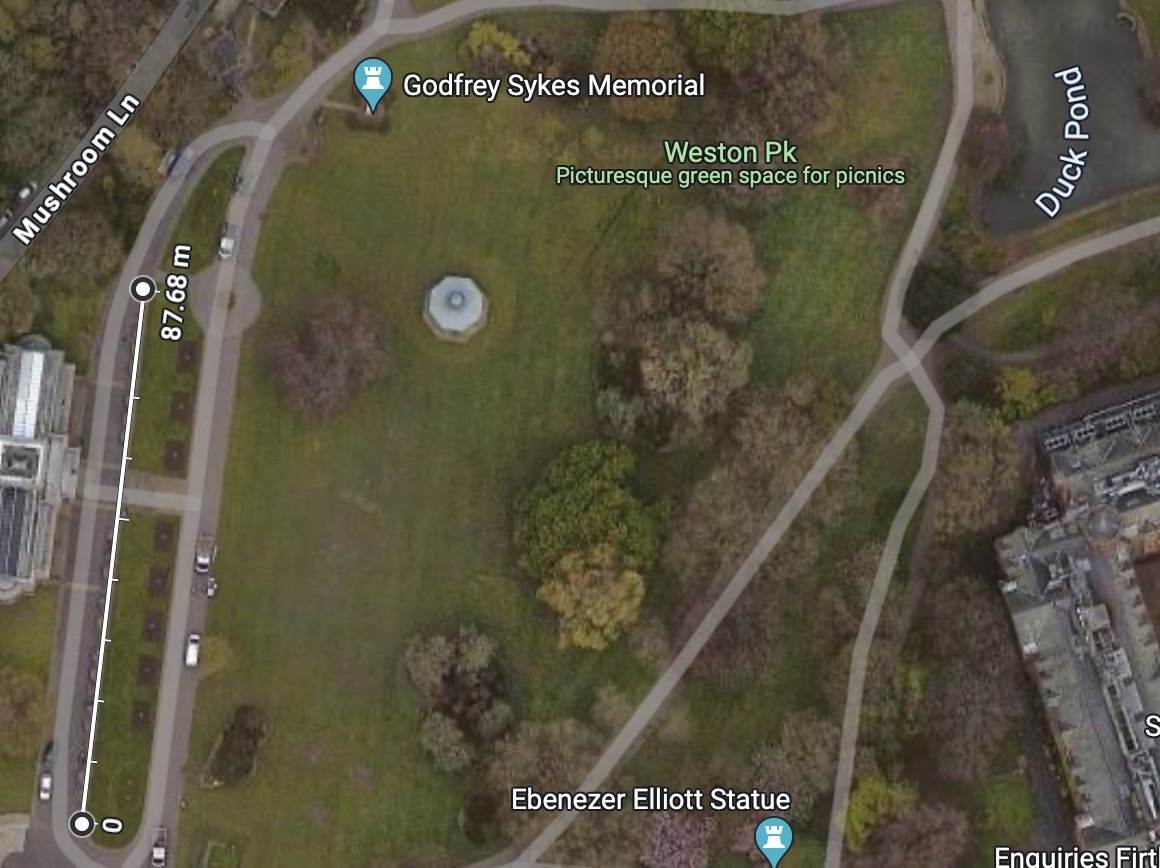 Godfrey Sykes Memorial
Weston Pk
Picturesque green space for picnics
Duck Pond
Mushroom Ln
87.68 m
S
Ebenezer Elliott Statue
0
Enquiries Firt